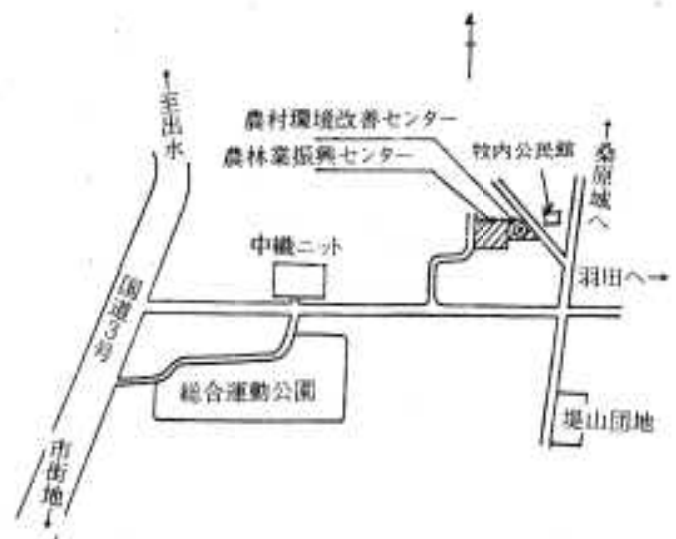 ←至出水
農村環境改善センター
農林業振興センター
牧内公民館
↑桑原城へ
中織ニット
羽田へ→
国道3号
総合運動公園
堤山団地
市街地→